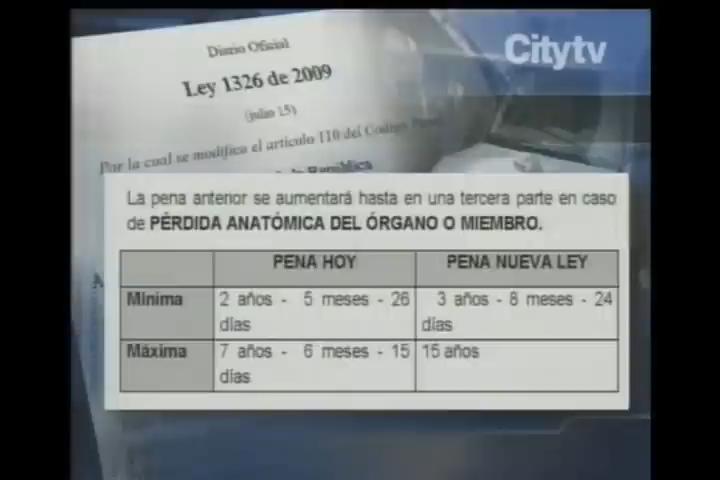 Citytv
Diario Oficial
Ley 1326 de 2009
(julio 15)
Por la cual se modifica el artículo 110 del Código
República
La pena anterior se aumentará hasta en una tercera parte en caso
de PÉRDIDA ANATÓMICA DEL ÓRGANO O MIEMBRO.
PENA HOY PENA NUEVA LEY
Mínima 2 años - 5 meses - 26 3 años - 8 meses - 24
días días
Máxima 7 años - 6 meses - 15 15 años
días